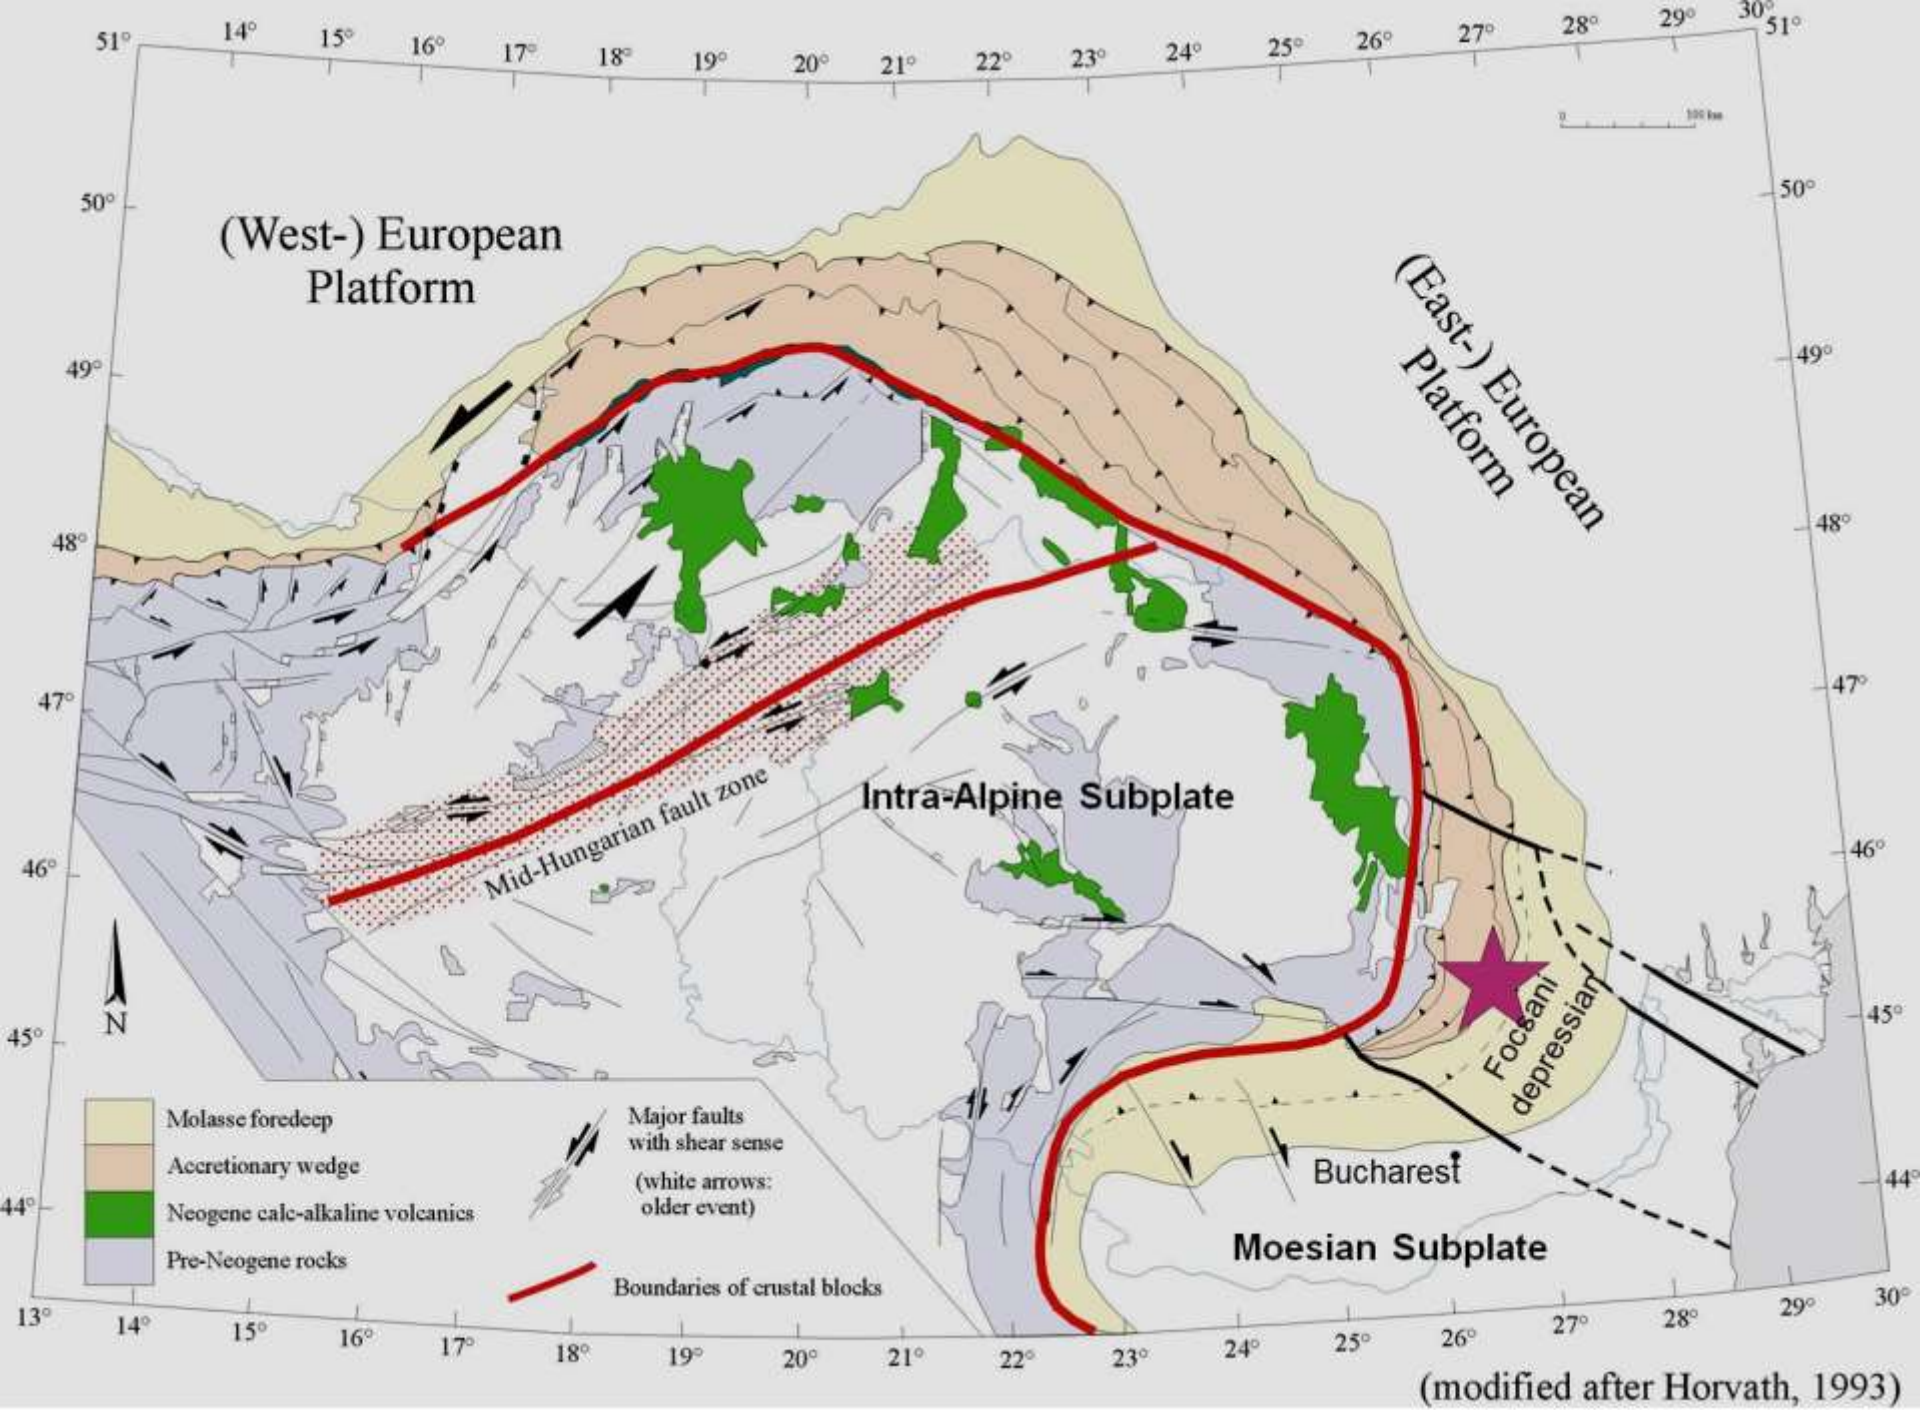 51° 14° 15° 16° 17° 18° 19° 20° 21° 22° 23° 24° 25° 26° 27° 28° 29° 30° 51°
0 100 km
50° 50°
(West-) European
Platform
(East-) European
Platform
49° 49°
48° 48°
47° 47°
Mid-Hungarian fault zone
Intra-Alpine Subplate
46° 46°
N
45° 45°
Focsani
depression
Molasse foredeep
Accretionary wedge
Neogene calc-alkaline volcanics
Pre-Neogene rocks
Major faults
with shear sense
(white arrows:
older event)
Boundaries of crustal blocks
Bucharest
44° 44°
Moesian Subplate
13° 14° 15° 16° 17° 18° 19° 20° 21° 22° 23° 24° 25° 26° 27° 28° 29° 30°
(modified after Horvath, 1993)